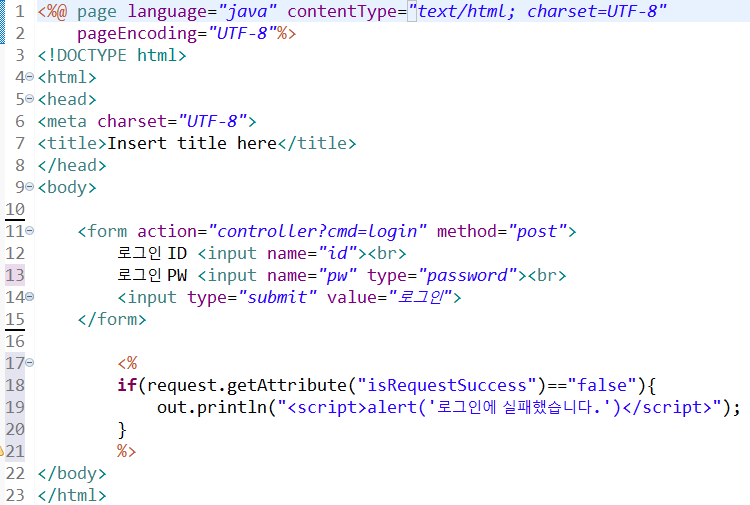 1 <%@ page language="java" contentType="text/html; charset=UTF-8"
2     pageEncoding="UTF-8"%>
3 <!DOCTYPE html>
4 <html>
5 <head>
6 <meta charset="UTF-8">
7 <title>Insert title here</title>
8 </head>
9 <body>
10
11     <form action="controller?cmd=login" method="post">
12         로그인 ID <input name="id"><br>
13         로그인 PW <input name="pw" type="password"><br>
14         <input type="submit" value="로그인">
15     </form>
16
17         <%
18         if(request.getAttribute("isRequestSuccess")=="false"){
19             out.println("<script>alert('로그인에 실패했습니다.')</script>");
20         }
21         %>
22 </body>
23 </html>